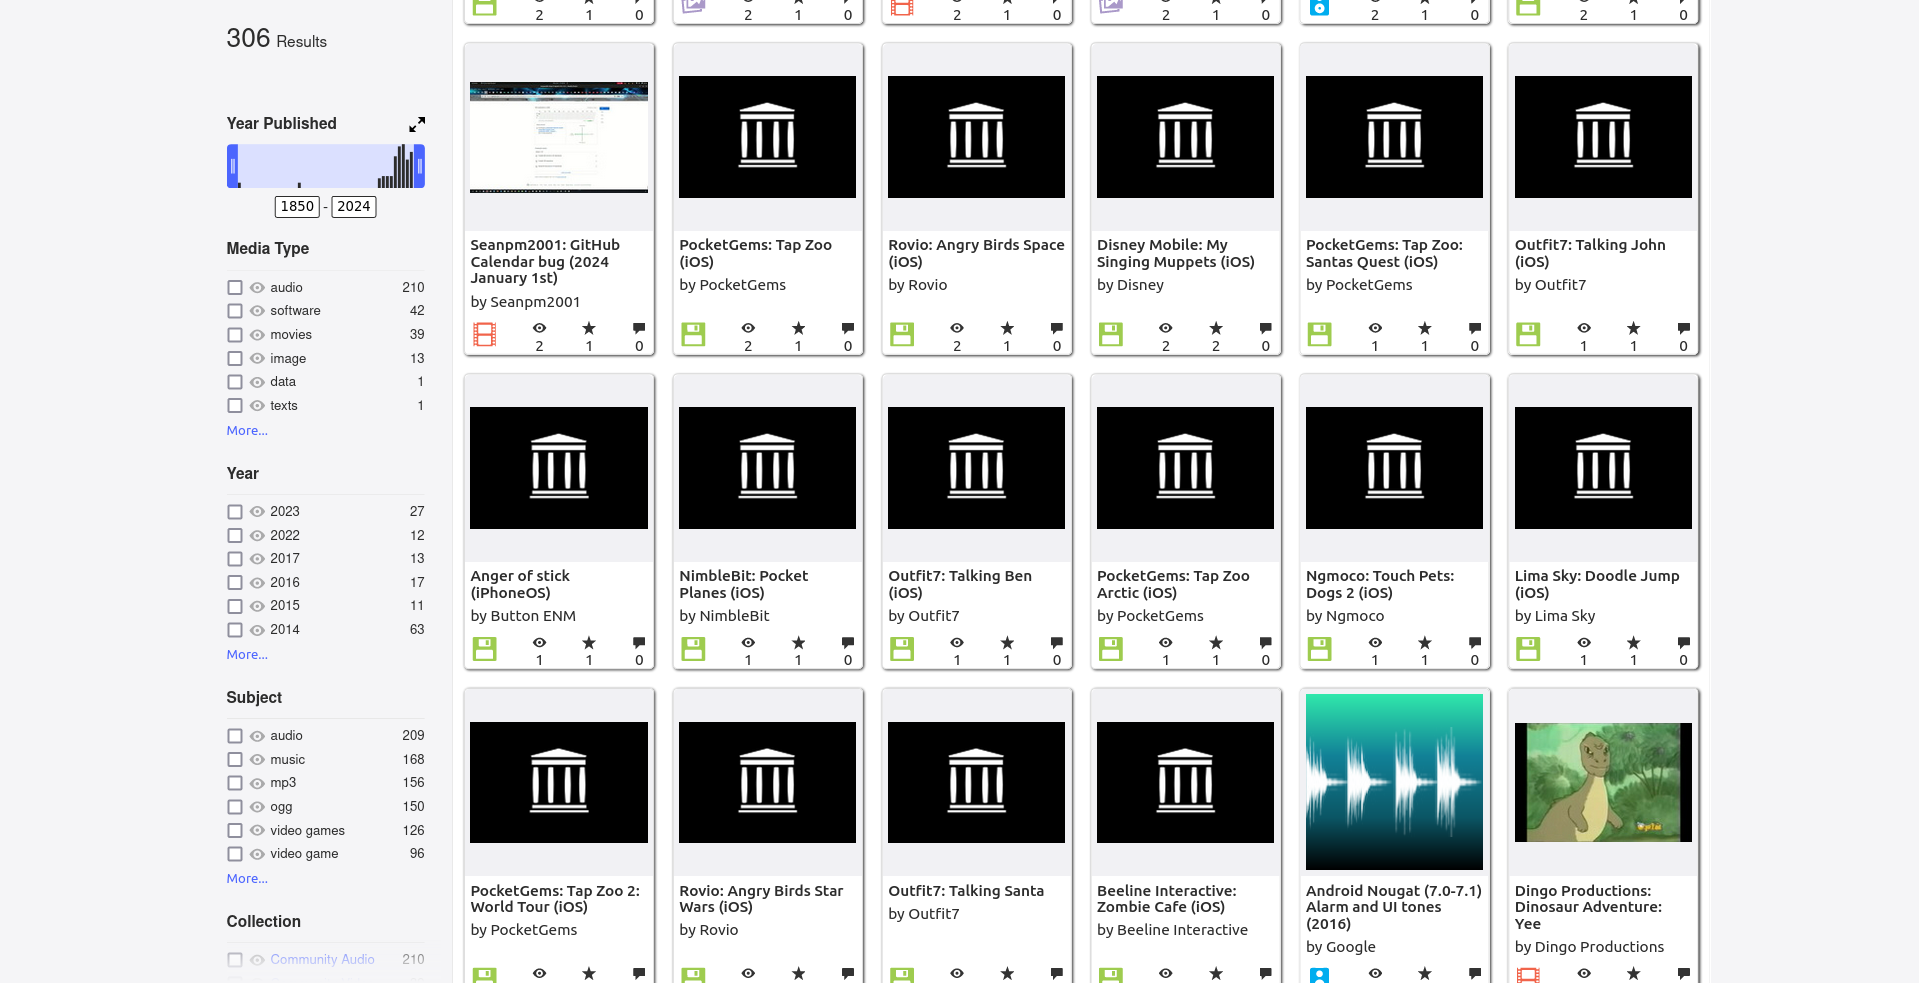 306 Results
Year Published
1850 - 2024
Media Type
audio 210
software 42
movies 39
image 13
data 1
texts 1
More...
Year
2023 27
2022 12
2017 13
2016 17
2015 11
2014 63
More...
Subject
audio 209
music 168
mp3 156
ogg 150
video games 126
video game 96
More...
Collection
Community Audio 210
2 1 0
2 1 0
2 1 0
2 1 0
2 1 0
2 1 0
Seanpm2001: GitHub
Calendar bug (2024
January 1st)
by Seanpm2001
2 1 0
PocketGems: Tap Zoo
(iOS)
by PocketGems
2 1 0
Rovio: Angry Birds Space
(iOS)
by Rovio
2 1 0
Disney Mobile: My
Singing Muppets (iOS)
by Disney
2 2 0
PocketGems: Tap Zoo:
Santas Quest (iOS)
by PocketGems
1 1 0
Outfit7: Talking John
(iOS)
by Outfit7
1 1 0
Anger of stick
(iPhoneOS)
by Button ENM
1 1 0
NimbleBit: Pocket
Planes (iOS)
by NimbleBit
1 1 0
Outfit7: Talking Ben
(iOS)
by Outfit7
1 1 0
PocketGems: Tap Zoo
Arctic (iOS)
by PocketGems
1 1 0
Ngmoco: Touch Pets:
Dogs 2 (iOS)
by Ngmoco
1 1 0
Lima Sky: Doodle Jump
(iOS)
by Lima Sky
1 1 0
PocketGems: Tap Zoo 2:
World Tour (iOS)
by PocketGems
Rovio: Angry Birds Star
Wars (iOS)
by Rovio
Outfit7: Talking Santa
by Outfit7
Beeline Interactive:
Zombie Cafe (iOS)
by Beeline Interactive
Android Nougat (7.0-7.1)
Alarm and UI tones
(2016)
by Google
Dingo Productions:
Dinosaur Adventure:
Yee
by Dingo Productions